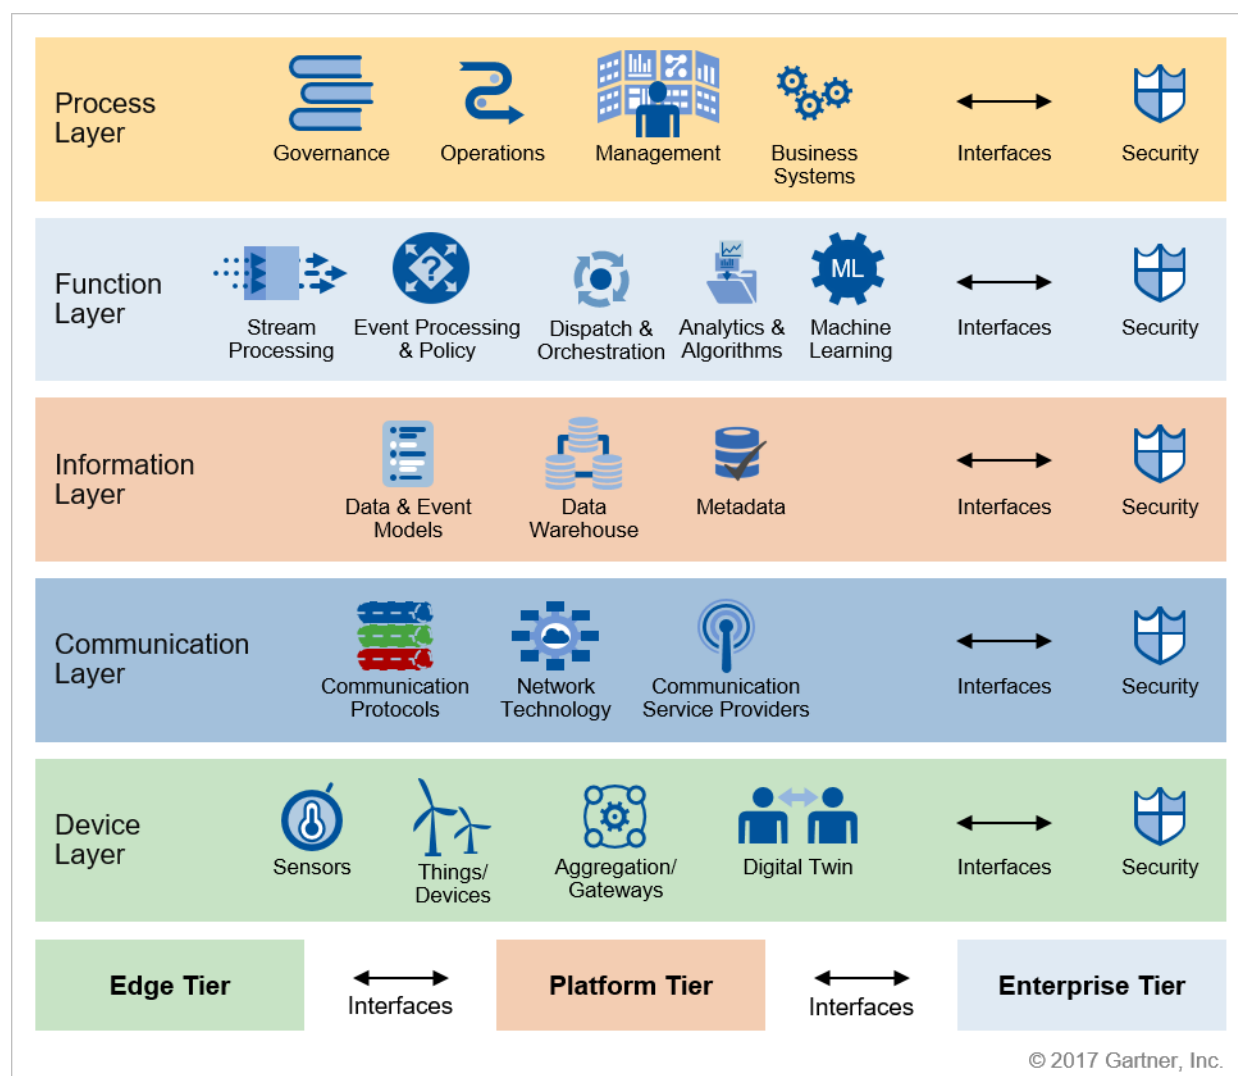 Process
Layer
Governance
Operations
Management
Business
Systems
Interfaces
Security
Function
Layer
?
ML
Stream
Processing
Event Processing
& Policy
Dispatch &
Orchestration
Analytics &
Algorithms
Machine
Learning
Interfaces
Security
Information
Layer
Data & Event
Models
Data
Warehouse
Metadata
Interfaces
Security
Communication
Layer
Communication
Protocols
Network
Technology
Communication
Service Providers
Interfaces
Security
Device
Layer
Sensors
Things/
Devices
Aggregation/
Gateways
Digital Twin
Interfaces
Security
Edge Tier
Interfaces
Platform Tier
Interfaces
Enterprise Tier
© 2017 Gartner, Inc.